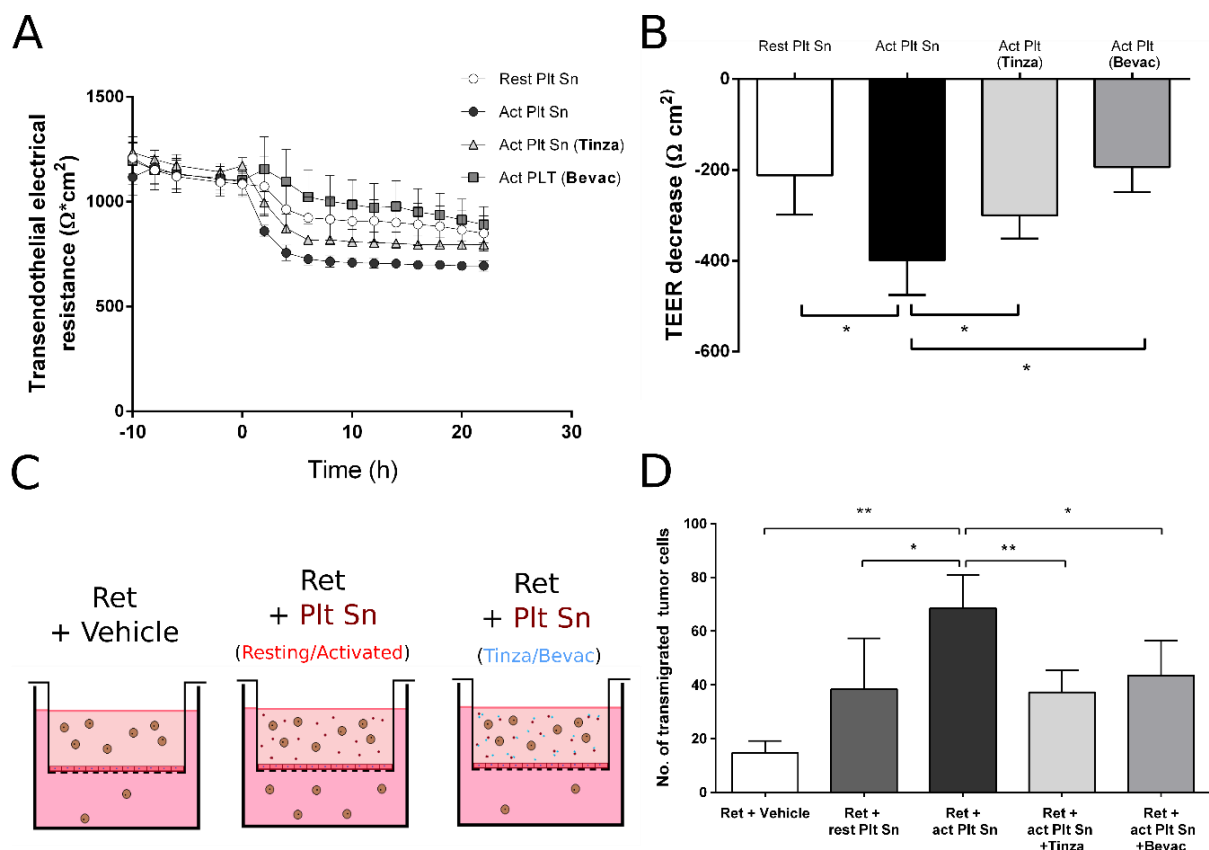 A
Transendothelial electrical
resistance (Ω*cm²)
1500
1000
500
0
-10
0
10
20
30
Time (h)
Rest Plt Sn
Act Plt Sn
Act Plt Sn (Tinza)
Act PLT (Bevac)
B
Rest Plt Sn
Act Plt Sn
Act Plt
(Tinza)
Act Plt
(Bevac)
TEER decrease (Ω cm²)
0
-200
-400
-600
*
*
*
C
Ret
+ Vehicle
Ret
+ Plt Sn
(Resting/Activated)
Ret
+ Plt Sn
(Tinza/Bevac)
D
No. of transmigrated tumor cells
100
80
60
40
20
0
**
*
*
**
Ret + Vehicle
Ret +
rest Plt Sn
Ret +
act Plt Sn
Ret +
act Plt Sn
+Tinza
Ret +
act Plt Sn
+Bevac